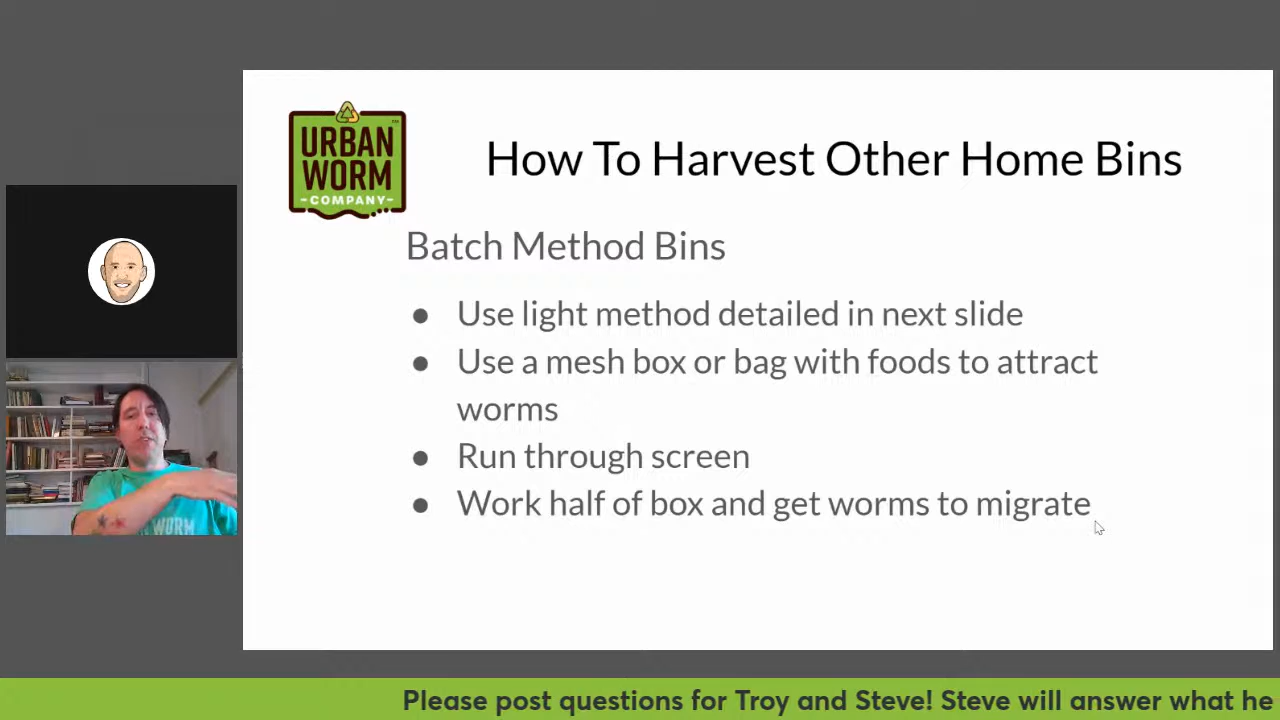 URBAN
WORM
-COMPANY-
™
How To Harvest Other Home Bins
Batch Method Bins
● Use light method detailed in next slide
● Use a mesh box or bag with foods to attract
worms
● Run through screen
● Work half of box and get worms to migrate
WORM
Please post questions for Troy and Steve! Steve will answer what he